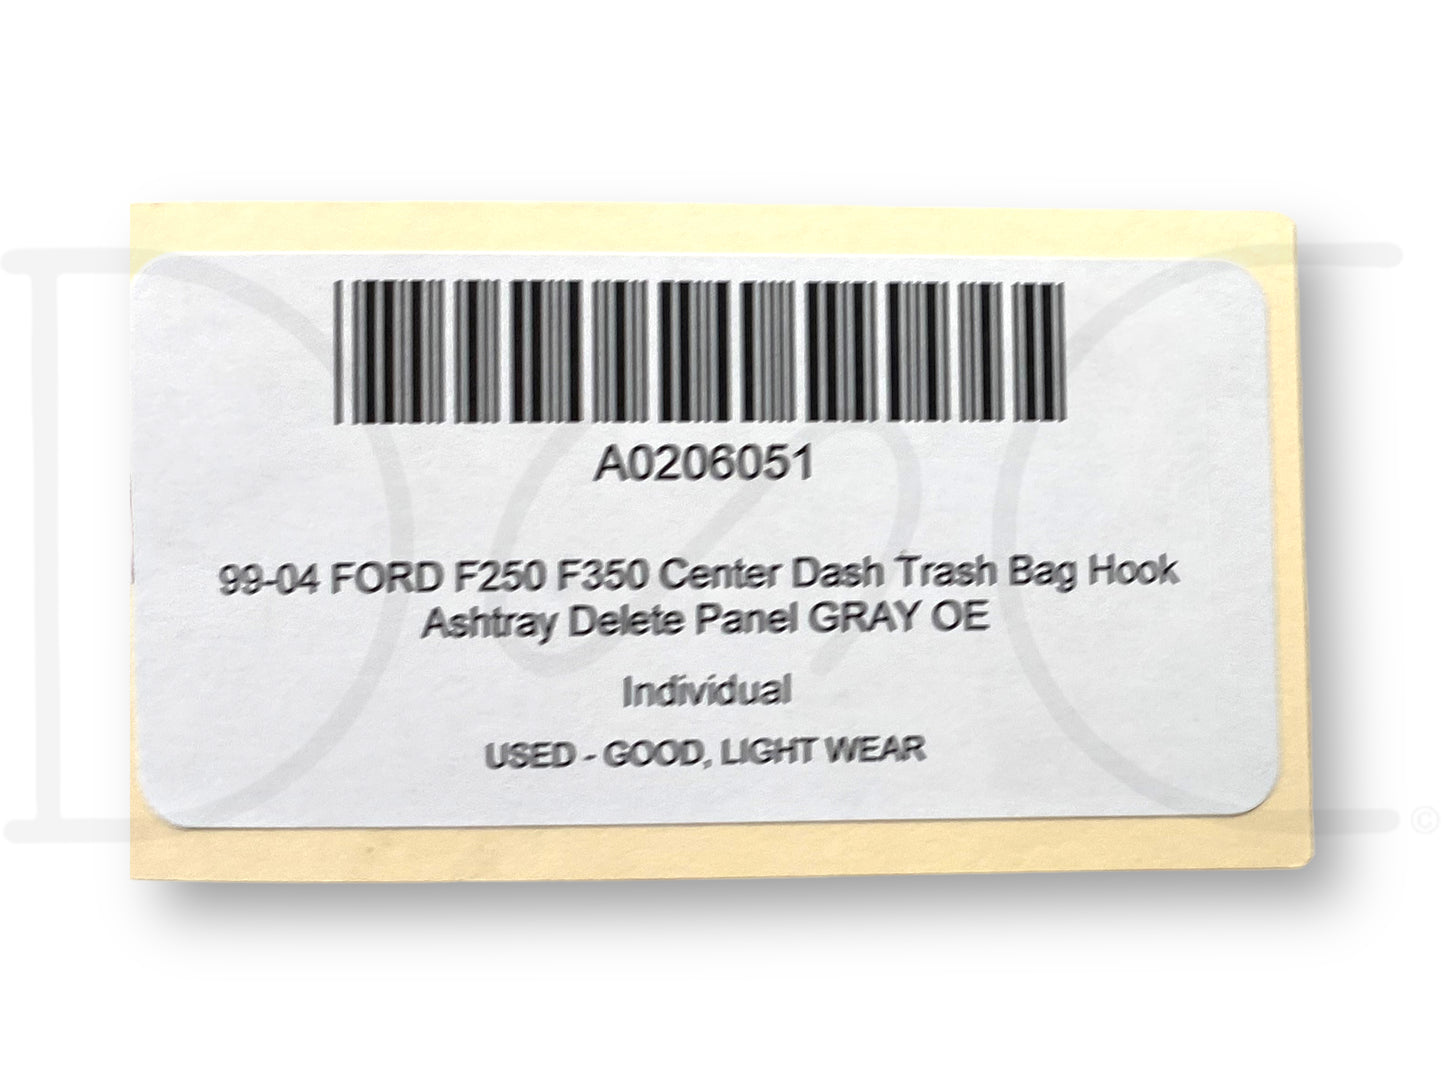 A0206051
99-04 FORD F250 F350 Center Dash Trash Bag Hook
Ashtray Delete Panel GRAY OE
Individual
USED - GOOD, LIGHT WEAR
©